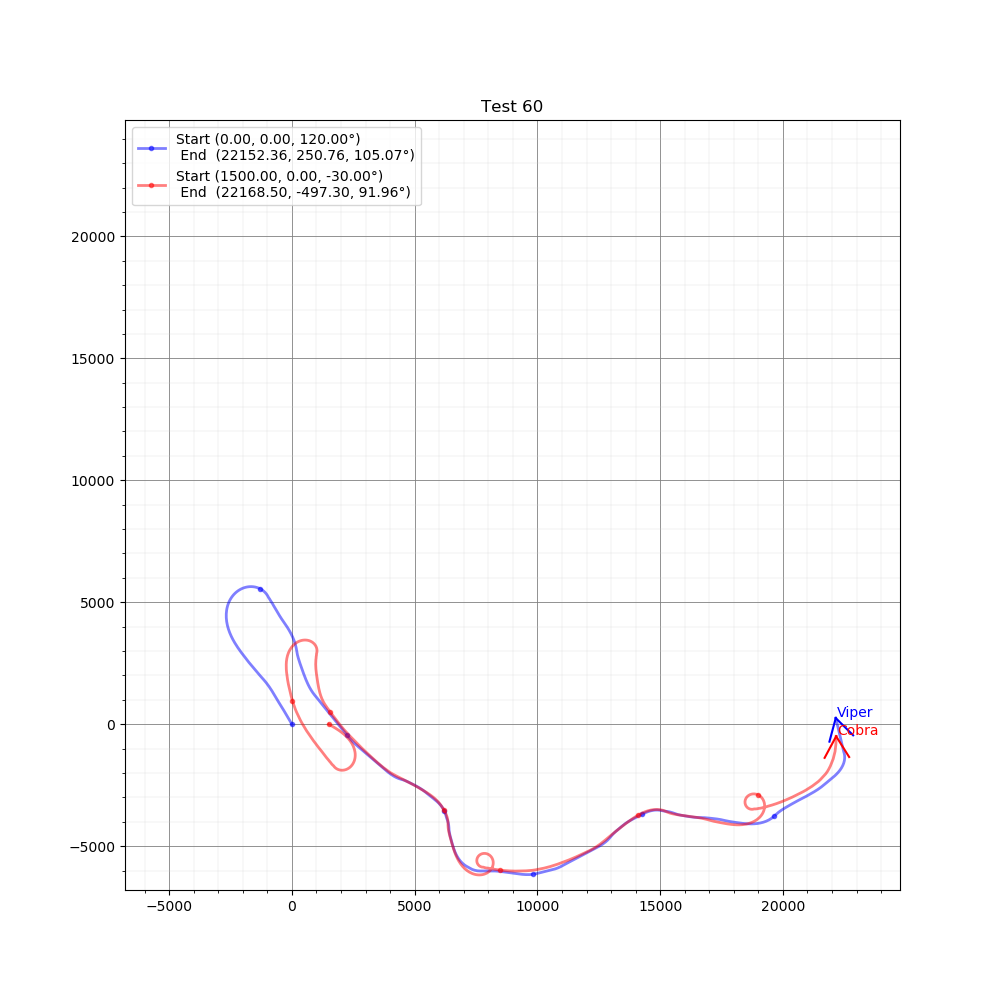 Test 60
Start (0.00, 0.00, 120.00°)
End  (22152.36, 250.76, 105.07°)
Start (1500.00, 0.00, -30.00°)
End  (22168.50, -497.30, 91.96°)
20000
15000
10000
5000
0
−5000
Viper
Cobra
−5000 0 5000 10000 15000 20000